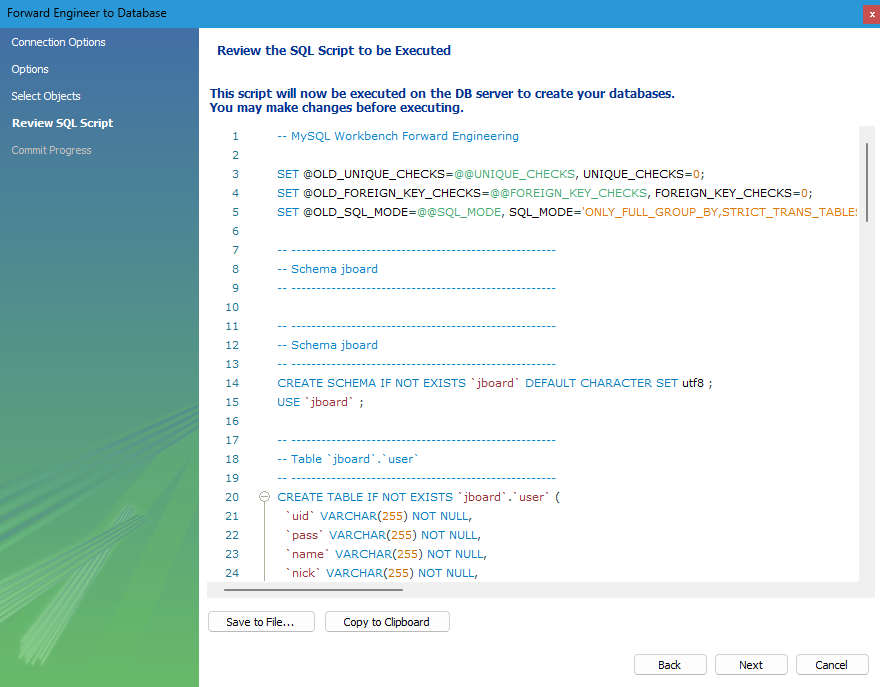 Forward Engineer to Database
x
Connection Options
Options
Select Objects
Review SQL Script
Commit Progress
Review the SQL Script to be Executed
This script will now be executed on the DB server to create your databases.
You may make changes before executing.
1 -- MySQL Workbench Forward Engineering
2
3 SET @OLD_UNIQUE_CHECKS=@@UNIQUE_CHECKS, UNIQUE_CHECKS=0;
4 SET @OLD_FOREIGN_KEY_CHECKS=@@FOREIGN_KEY_CHECKS, FOREIGN_KEY_CHECKS=0;
5 SET @OLD_SQL_MODE=@@SQL_MODE, SQL_MODE='ONLY_FULL_GROUP_BY,STRICT_TRANS_TABLES
6
7 -- -----------------------------------------------------
8 -- Schema jboard
9 -- -----------------------------------------------------
10
11 -- -----------------------------------------------------
12 -- Schema jboard
13 -- -----------------------------------------------------
14 CREATE SCHEMA IF NOT EXISTS `jboard` DEFAULT CHARACTER SET utf8 ;
15 USE `jboard` ;
16
17 -- -----------------------------------------------------
18 -- Table `jboard`.`user`
19 -- -----------------------------------------------------
20 CREATE TABLE IF NOT EXISTS `jboard`.`user` (
21 `uid` VARCHAR(255) NOT NULL,
22 `pass` VARCHAR(255) NOT NULL,
23 `name` VARCHAR(255) NOT NULL,
24 `nick` VARCHAR(255) NOT NULL,
Save to File...
Copy to Clipboard
Back
Next
Cancel